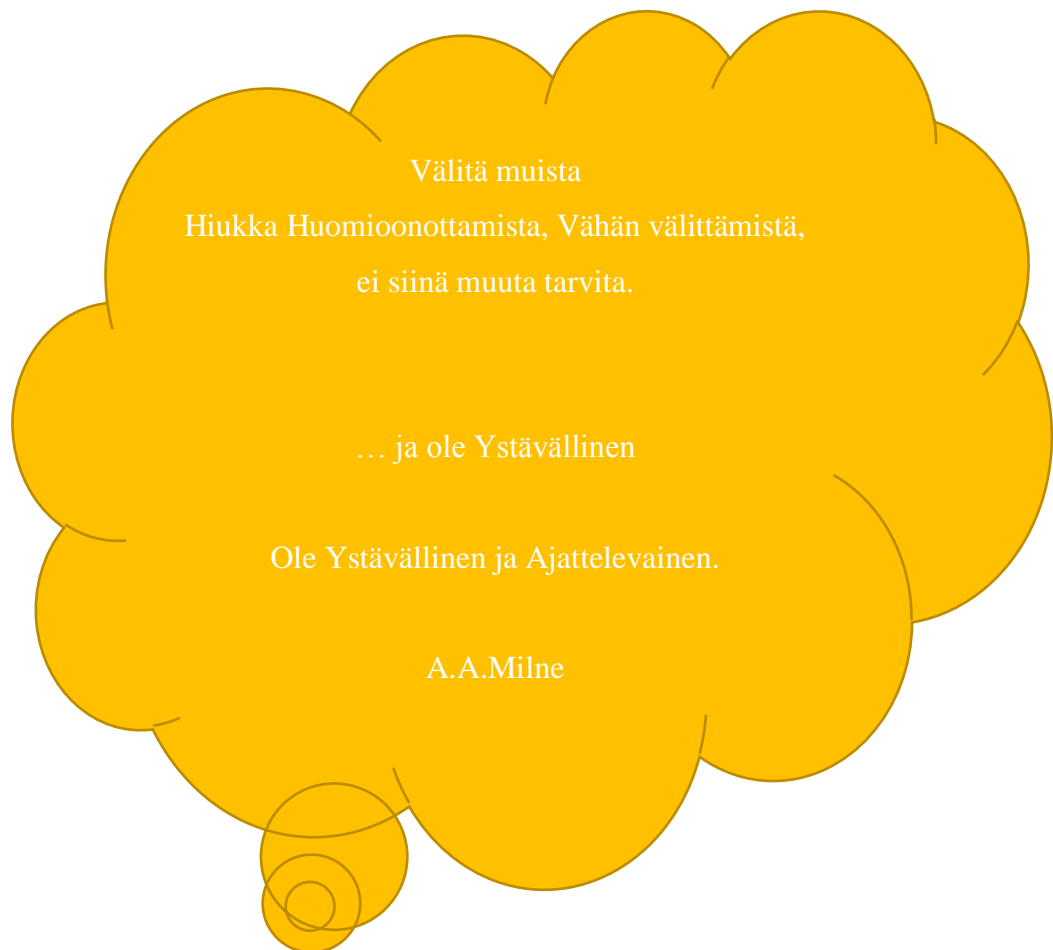 Välitä muista
Hiukka Huomioonottamista, Vähän välittämistä,
ei siinä muuta tarvita.
… ja ole Ystävällinen
Ole Ystävällinen ja Ajattelevainen.
A.A.Milne